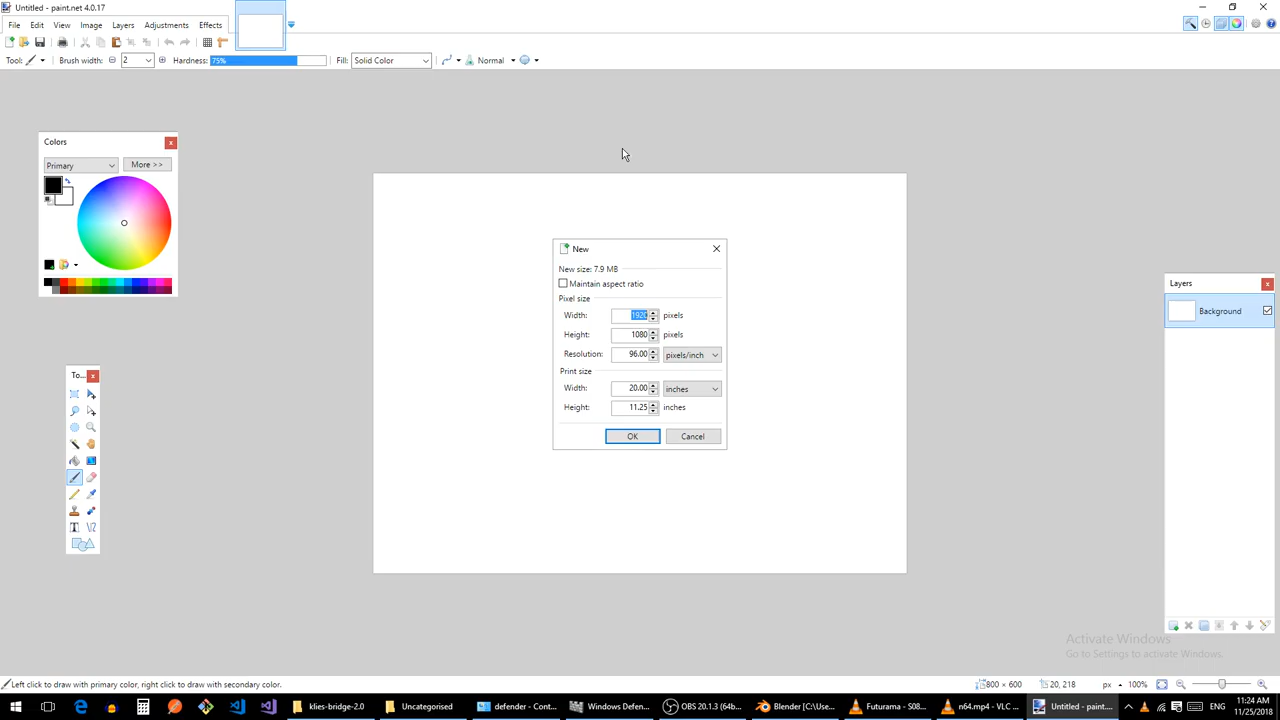 Untitled - paint.net 4.0.17
File Edit View Image Layers Adjustments Effects
Tool: Brush width: 2 Hardness: 75% Fill: Solid Color Normal
Colors
Primary More >>
New
New size: 7.9 MB
Maintain aspect ratio
Pixel size
Width: 1920 pixels
Height: 1080 pixels
Resolution: 96.00 pixels/inch
Print size
Width: 20.00 inches
Height: 11.25 inches
OK Cancel
To...
Layers
Background
Activate Windows
Go to Settings to activate Windows.
Left click to draw with primary color, right click to draw with secondary color. 800 × 600 20, 218 px 100%
klies-bridge-2.0 Uncategorised defender - Cont... Windows Defen... OBS 20.1.3 (64b... Blender [C:\Use... Futurama - S08... n64.mp4 - VLC ... Untitled - paint.... ENG 11:24 AM
11/25/2018